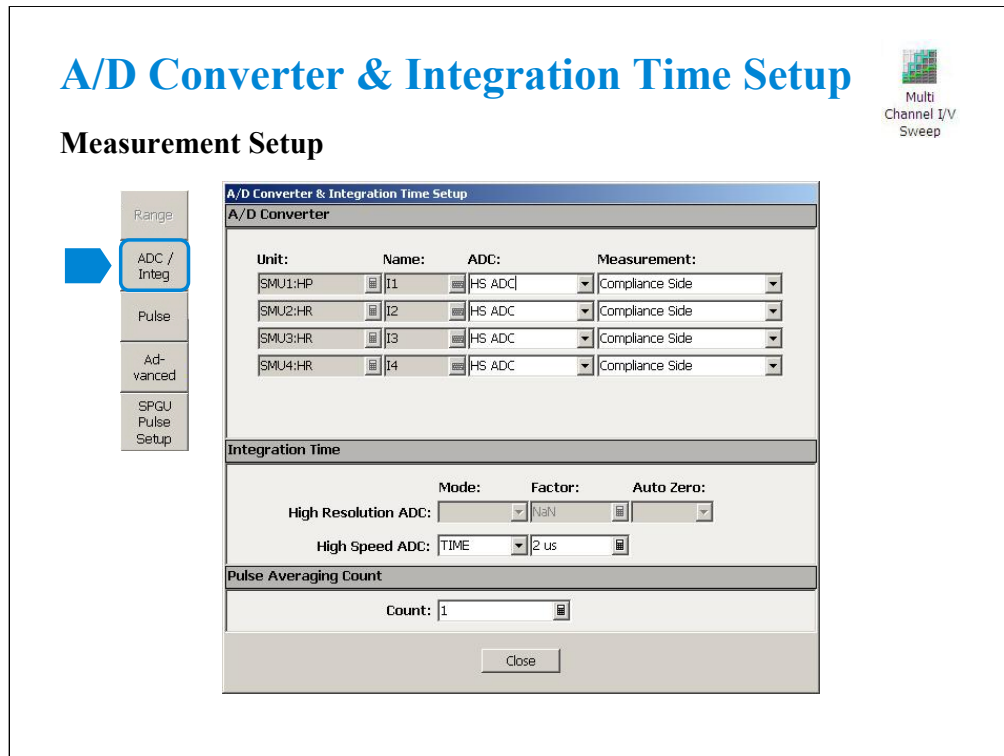 A/D Converter & Integration Time Setup
Multi
Channel I/V
Sweep
Measurement Setup
Range
ADC /
Integ
Pulse
Ad-
vanced
SPGU
Pulse
Setup
A/D Converter & Integration Time Setup
A/D Converter
Unit: Name: ADC: Measurement:
SMU1:HP I1 HS ADC Compliance Side
SMU2:HR I2 HS ADC Compliance Side
SMU3:HR I3 HS ADC Compliance Side
SMU4:HR I4 HS ADC Compliance Side
Integration Time
Mode: Factor: Auto Zero:
High Resolution ADC: NaN
High Speed ADC: TIME 2 us
Pulse Averaging Count
Count: 1
Close